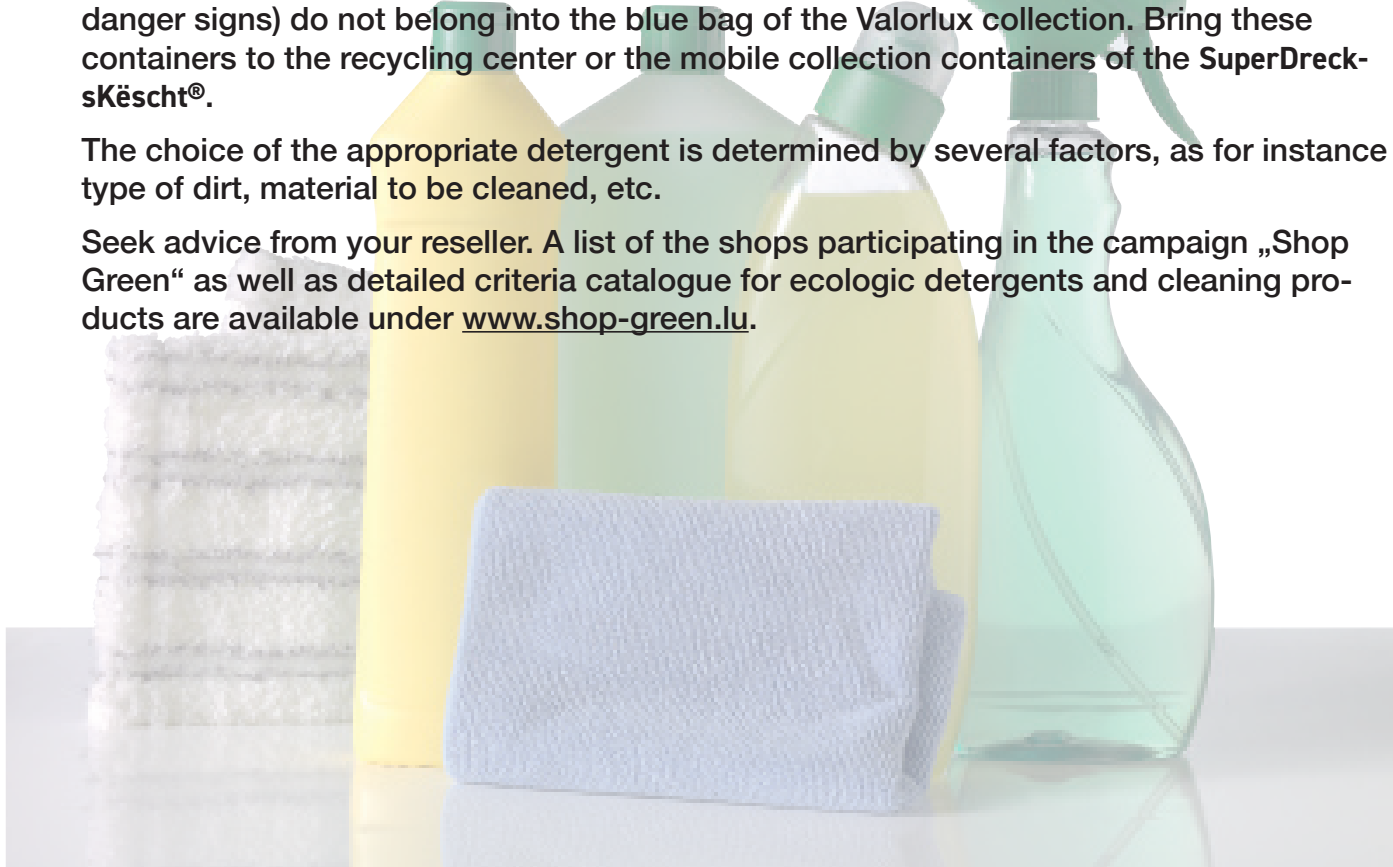 danger signs) do not belong into the blue bag of the Valorlux collection. Bring these
containers to the recycling center or the mobile collection containers of the SuperDreck-
sKëscht®.
The choice of the appropriate detergent is determined by several factors, as for instance
type of dirt, material to be cleaned, etc.
Seek advice from your reseller. A list of the shops participating in the campaign „Shop
Green“ as well as detailed criteria catalogue for ecologic detergents and cleaning pro-
ducts are available under www.shop-green.lu.